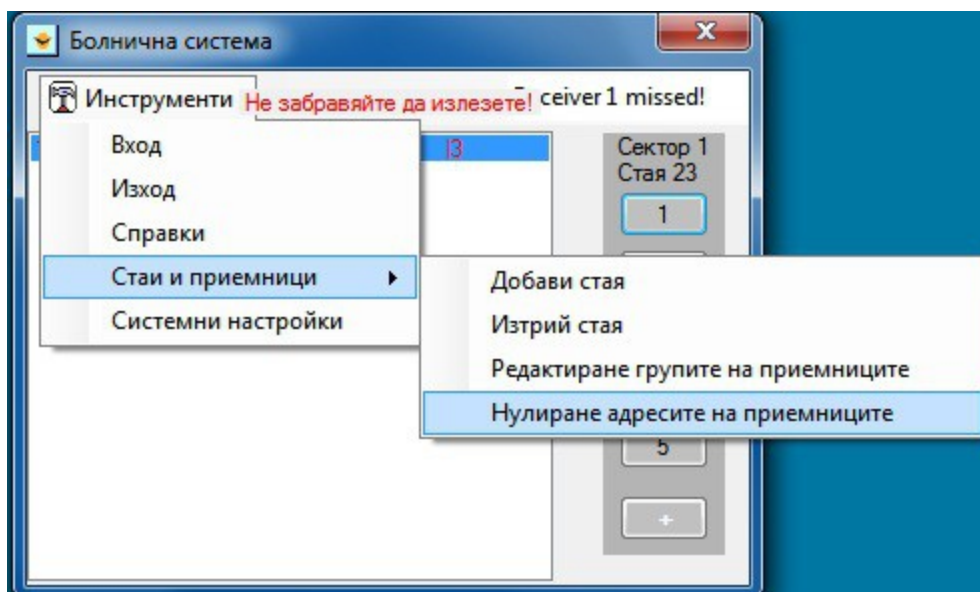 Болнична система
Инструменти
Не забравяйте да излезете!
ceiver 1 missed!
Вход
Изход
Справки
Стаи и приемници
Системни настройки
Добави стая
Изтрий стая
Редактиране групите на приемниците
Нулиране адресите на приемниците
Сектор 1
Стая 23
1
5
+